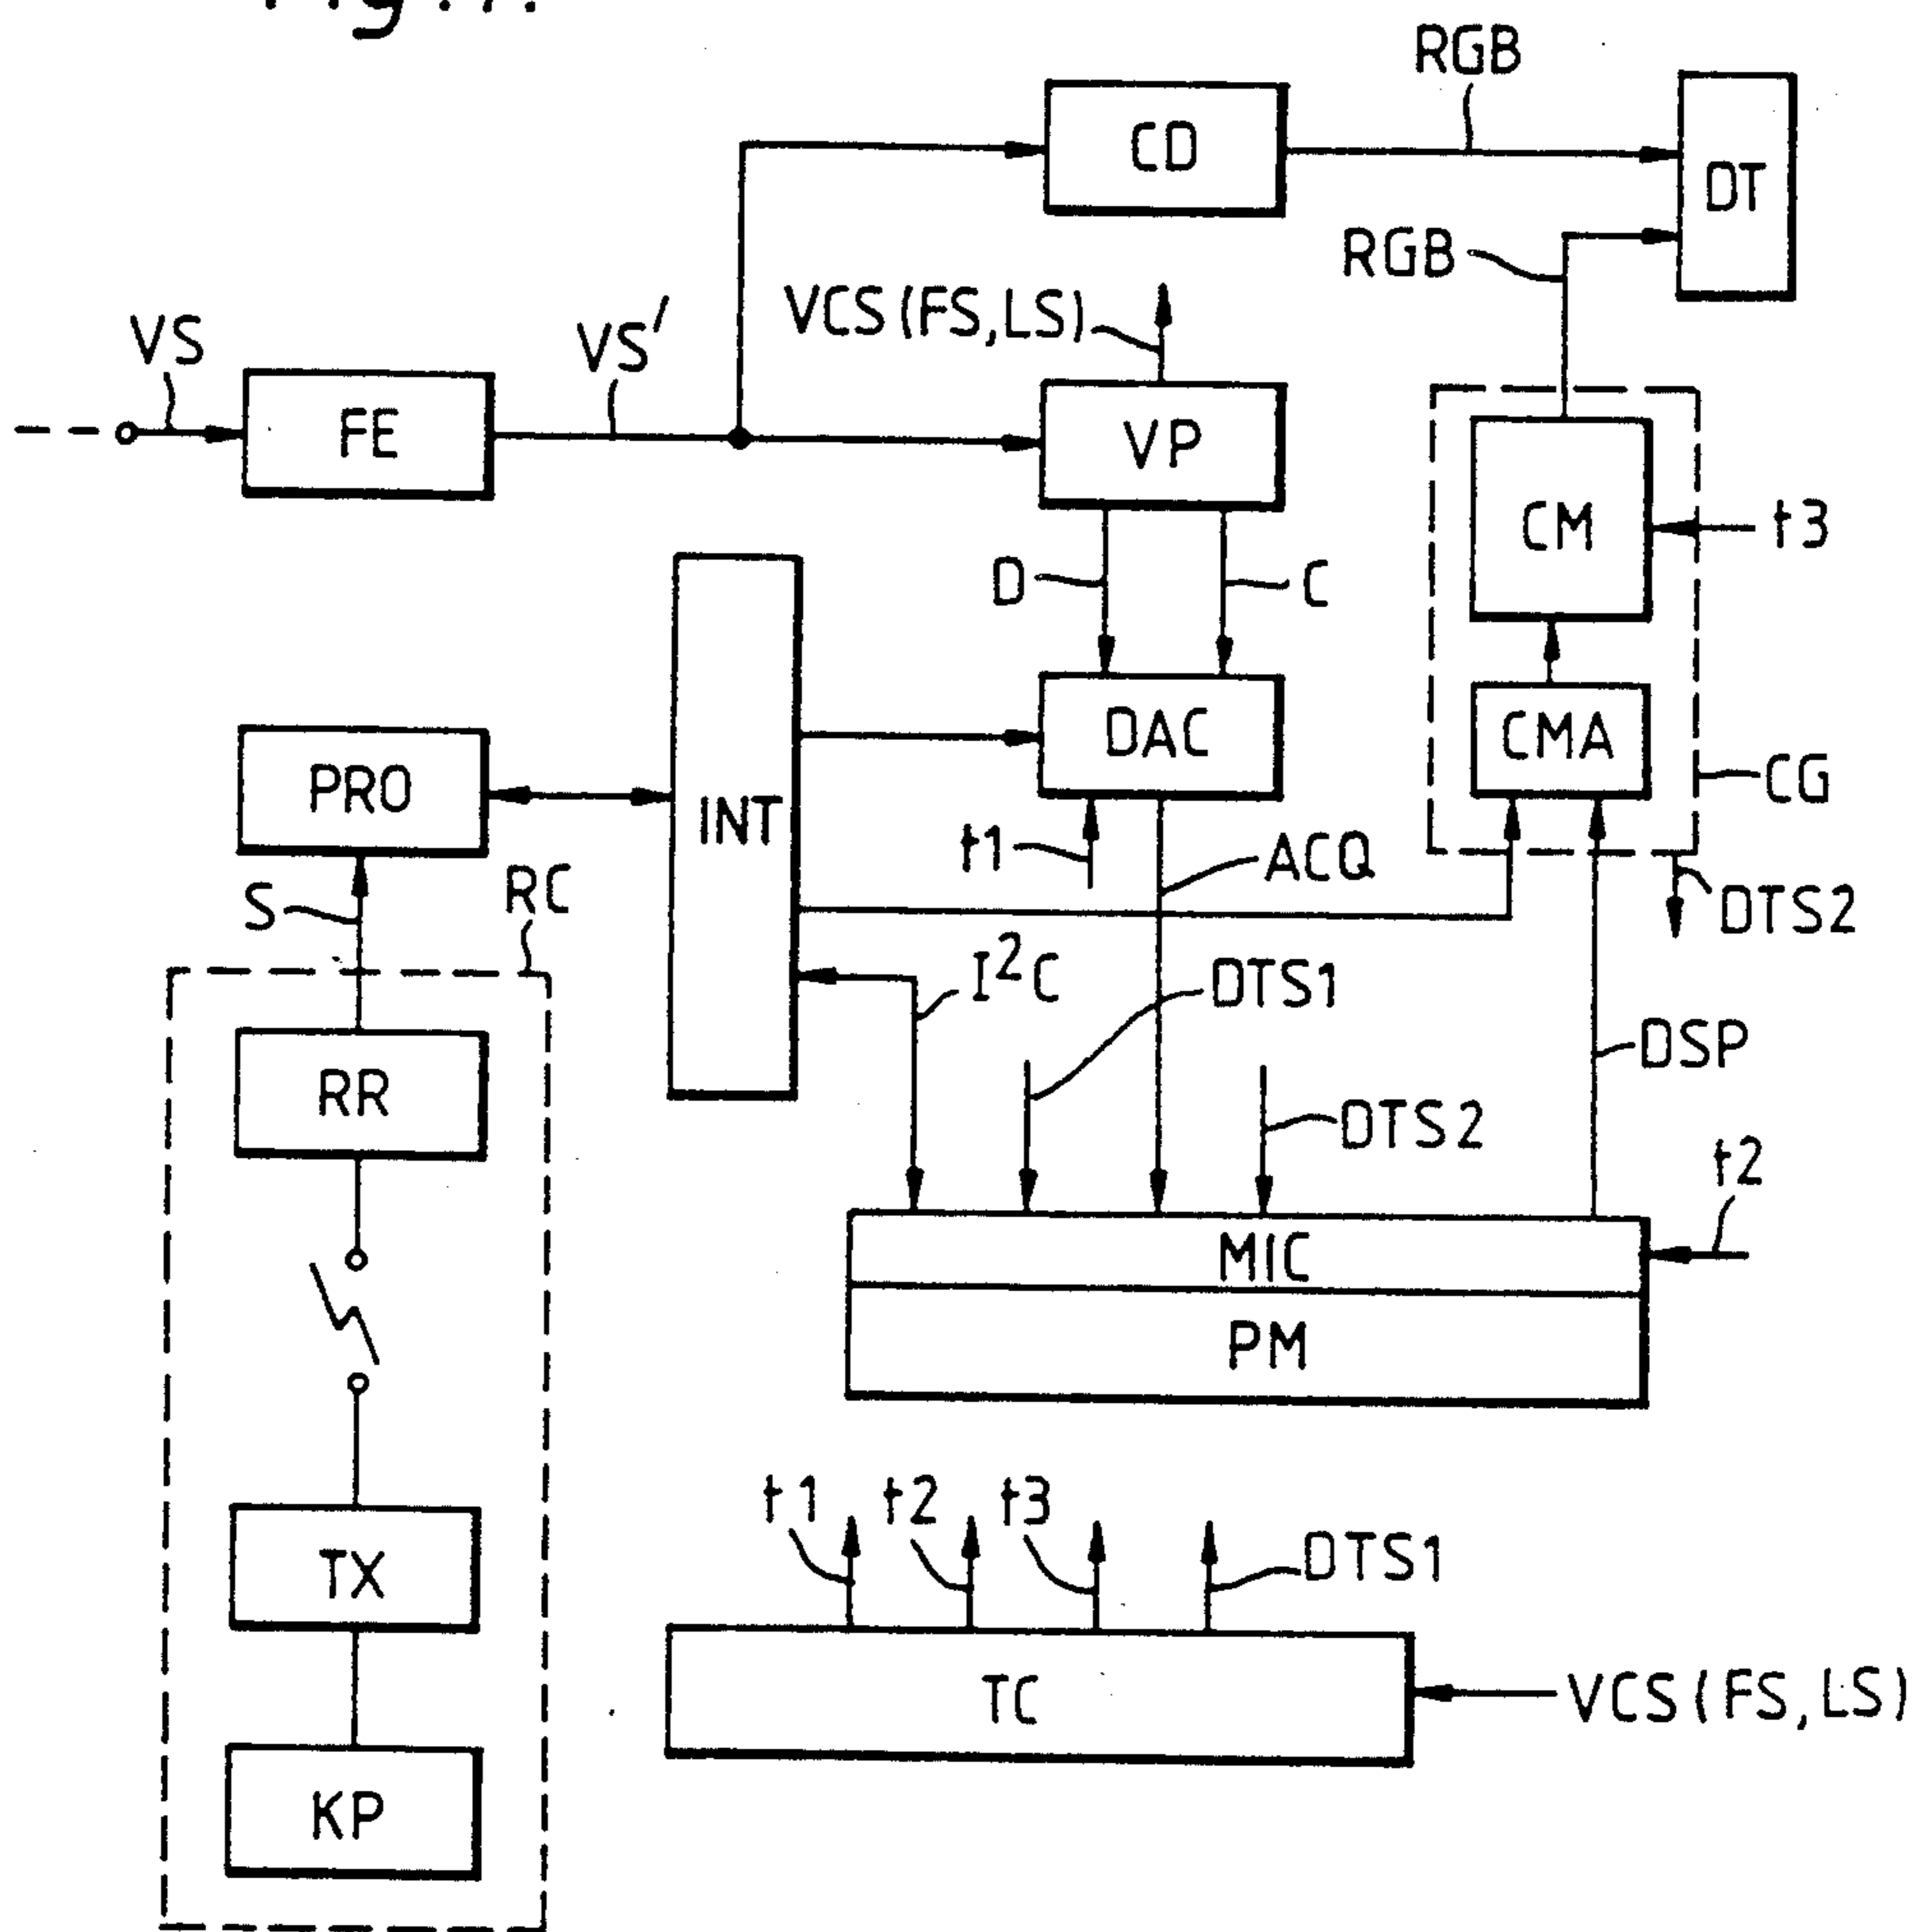 RGB
CD
DT
RGB
VCS(FS,LS)
VS
VS'
FE
VP
CM
t3
D
C
DAC
CMA
PRO
INT
CG
t1
ACQ
S
RC
DTS2
I²C
DTS1
DSP
RR
DTS2
t2
MIC
PM
t1
t2
t3
DTS1
TX
TC
VCS(FS,LS)
KP